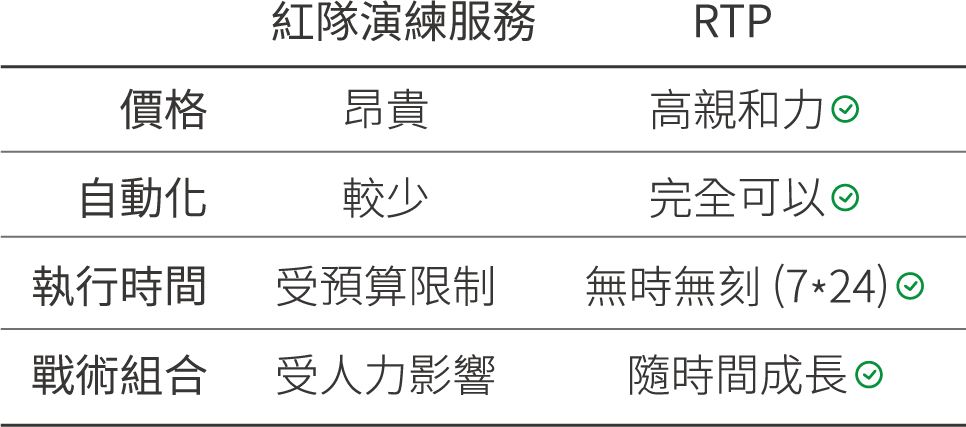 紅隊演練服務 RTP
價格 昂貴 高親和力
自動化 較少 完全可以
執行時間 受預算限制 無時無刻 (7*24)
戰術組合 受人力影響 隨時間成長